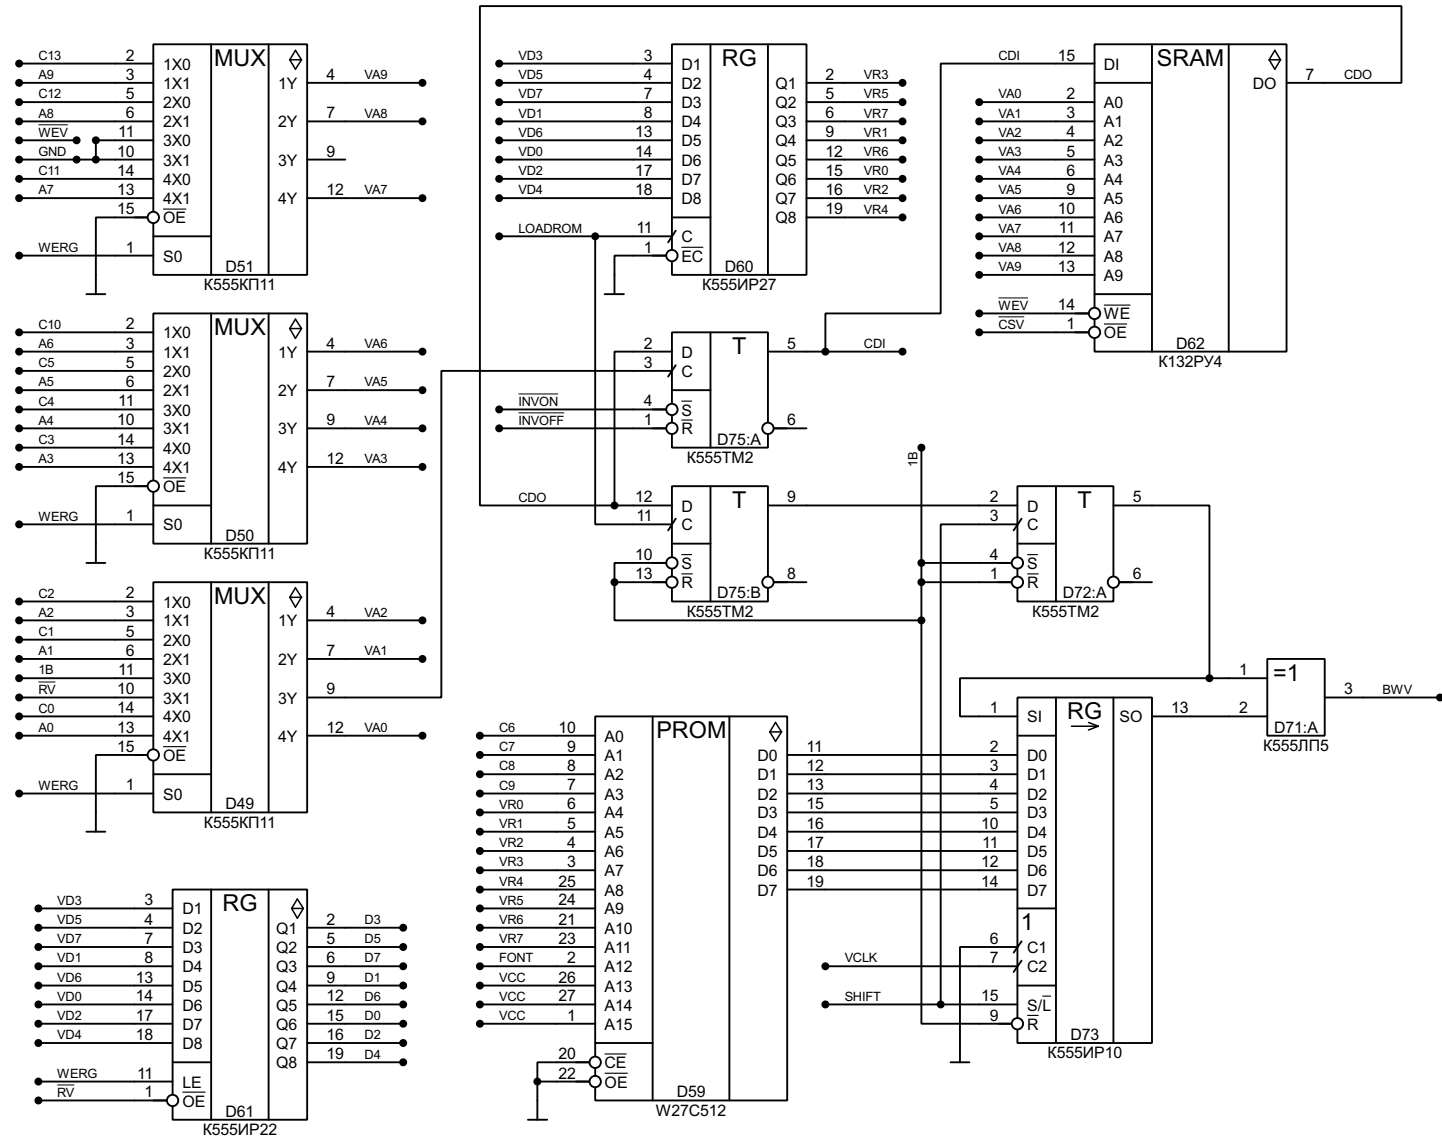 C13 2 1X0 MUX
A9 3 1X1 1Y 4 VA9
C12 5 2X0
A8 6 2X1 2Y 7 VA8
WEV 11 3X0
GND 10 3X1 3Y 9
C11 14 4X0
A7 13 4X1 4Y 12 VA7
15 OE
WERG 1 S0
D51
К555КП11
C10 2 1X0 MUX
A6 3 1X1 1Y 4 VA6
C5 5 2X0
A5 6 2X1 2Y 7 VA5
C4 11 3X0
A4 10 3X1 3Y 9 VA4
C3 14 4X0
A3 13 4X1 4Y 12 VA3
15 OE
WERG 1 S0
D50
К555КП11
C2 2 1X0 MUX
A2 3 1X1 1Y 4 VA2
C1 5 2X0
A1 6 2X1 2Y 7 VA1
1B 11 3X0
RV 10 3X1 3Y 9
C0 14 4X0
A0 13 4X1 4Y 12 VA0
15 OE
WERG 1 S0
D49
К555КП11
VD3 3 D1 RG
VD5 4 D2 Q1 2 D3
VD7 7 D3 Q2 5 D5
VD1 8 D4 Q3 6 D7
VD6 13 D5 Q4 9 D1
VD0 14 D6 Q5 12 D6
VD2 17 D7 Q6 15 D0
VD4 18 D8 Q7 16 D2
Q8 19 D4
WERG 11 LE
RV 1 OE
D61
К555ИР22
VD3 3 D1 RG
VD5 4 D2 Q1 2 VR3
VD7 7 D3 Q2 5 VR5
VD1 8 D4 Q3 6 VR7
VD6 13 D5 Q4 9 VR1
VD0 14 D6 Q5 12 VR6
VD2 17 D7 Q6 15 VR0
VD4 18 D8 Q7 16 VR2
Q8 19 VR4
LOADROM 11 C
1 EC
D60
К555ИР27
2 D T 5 CDI
3 C
INVON 4 S
INVOFF 1 R 6
D75:A
К555ТМ2
CDO 12 D T 9
11 C
10 S
13 R 8
D75:B
К555ТМ2
1B
2 D T 5
3 C
4 S
1 R 6
D72:A
К555ТМ2
CDI 15 DI SRAM
DO 7 CDO
VA0 2 A0
VA1 3 A1
VA2 4 A2
VA3 5 A3
VA4 6 A4
VA5 9 A5
VA6 10 A6
VA7 11 A7
VA8 12 A8
VA9 13 A9
WEV 14 WE
CSV 1 OE
D62
К132РУ4
C6 10 A0 PROM
C7 9 A1 D0 11
C8 8 A2 D1 12
C9 7 A3 D2 13
VR0 6 A4 D3 15
VR1 5 A5 D4 16
VR2 4 A6 D5 17
VR3 3 A7 D6 18
VR4 25 A8 D7 19
VR5 24 A9
VR6 21 A10
VR7 23 A11
FONT 2 A12
VCC 26 A13
VCC 27 A14
VCC 1 A15
20 CE
22 OE
D59
W27C512
1 SI RG SO 13
2 D0
3 D1
4 D2
5 D3
10 D4
11 D5
12 D6
14 D7
1
6 C1
VCLK 7 C2
SHIFT 15 S/L
9 R
D73
К555ИР10
1 =1
2
3 BWV
D71:A
К555ЛП5